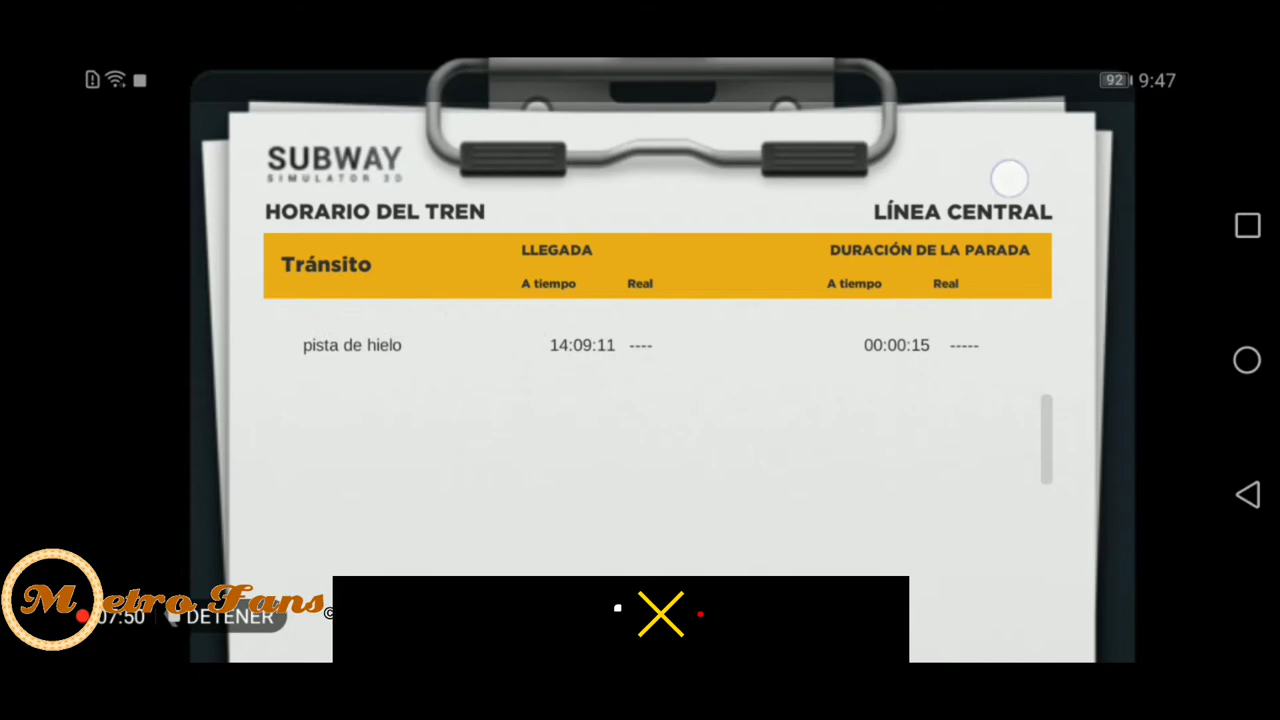 92 9:47
SUBWAY
SIMULATOR 3D
HORARIO DEL TREN
LÍNEA CENTRAL
Tránsito
LLEGADA
DURACIÓN DE LA PARADA
A tiempo Real
A tiempo Real
pista de hielo 14:09:11 ---- 00:00:15 -----
Metro Fans©
07:50 DETENER